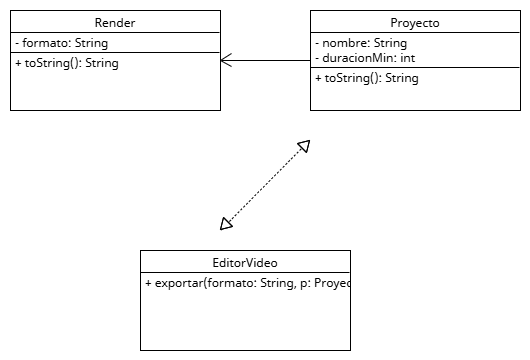 Render
- formato: String
+ toString(): String
Proyecto
- nombre: String
- duracionMin: int
+ toString(): String
EditorVideo
+ exportar(formato: String, p: Proyec